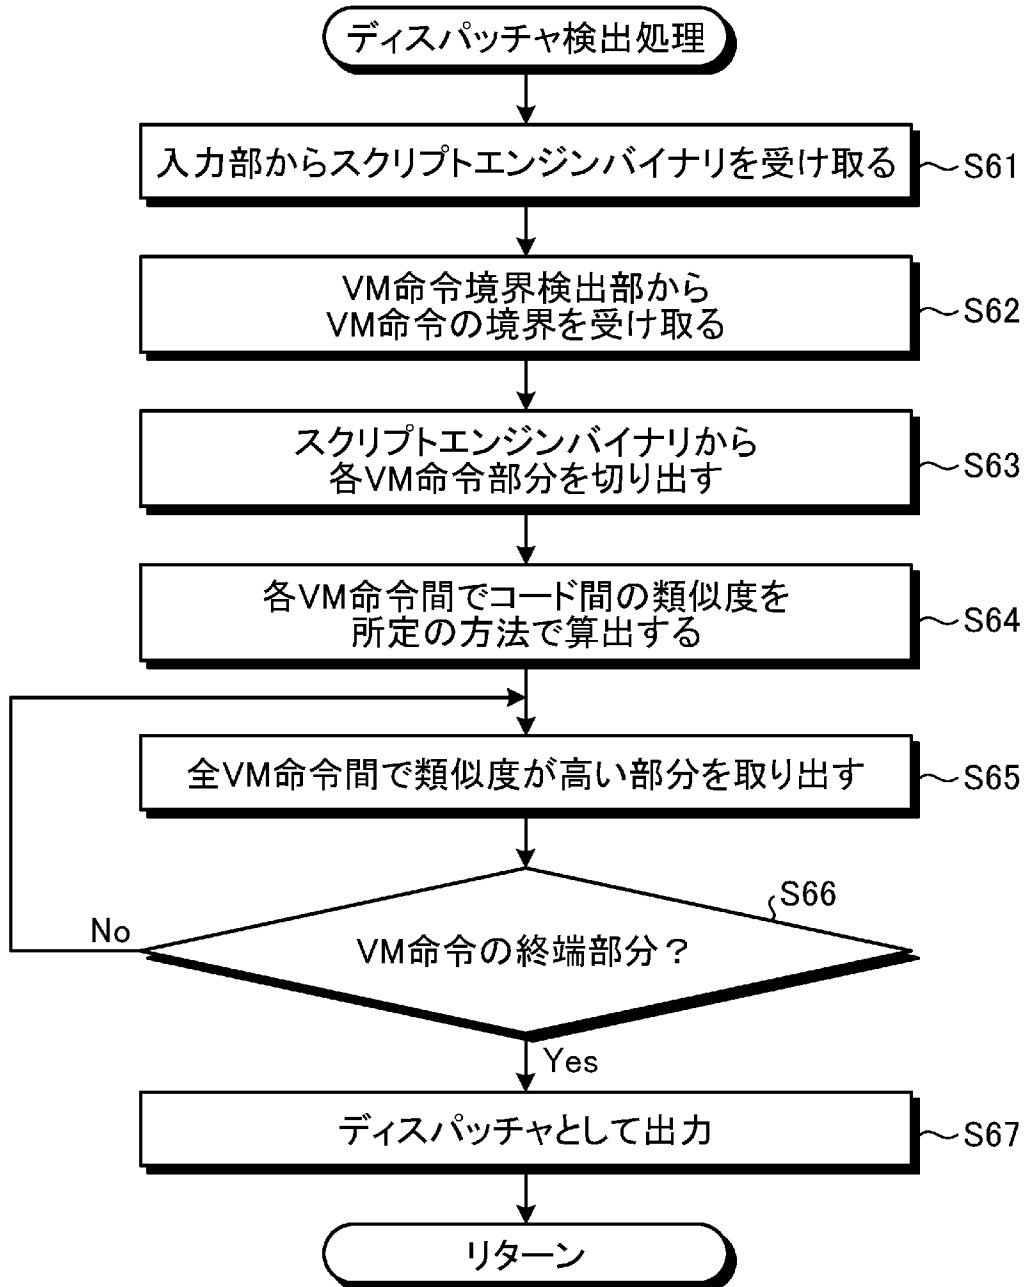 ディスパッチャ検出処理
入力部からスクリプトエンジンバイナリを受け取る
S61
VM命令境界検出部から
VM命令の境界を受け取る
S62
スクリプトエンジンバイナリから
各VM命令部分を切り出す
S63
各VM命令間でコード間の類似度を
所定の方法で算出する
S64
全VM命令間で類似度が高い部分を取り出す
S65
S66
No
VM命令の終端部分?
Yes
ディスパッチャとして出力
S67
リターン